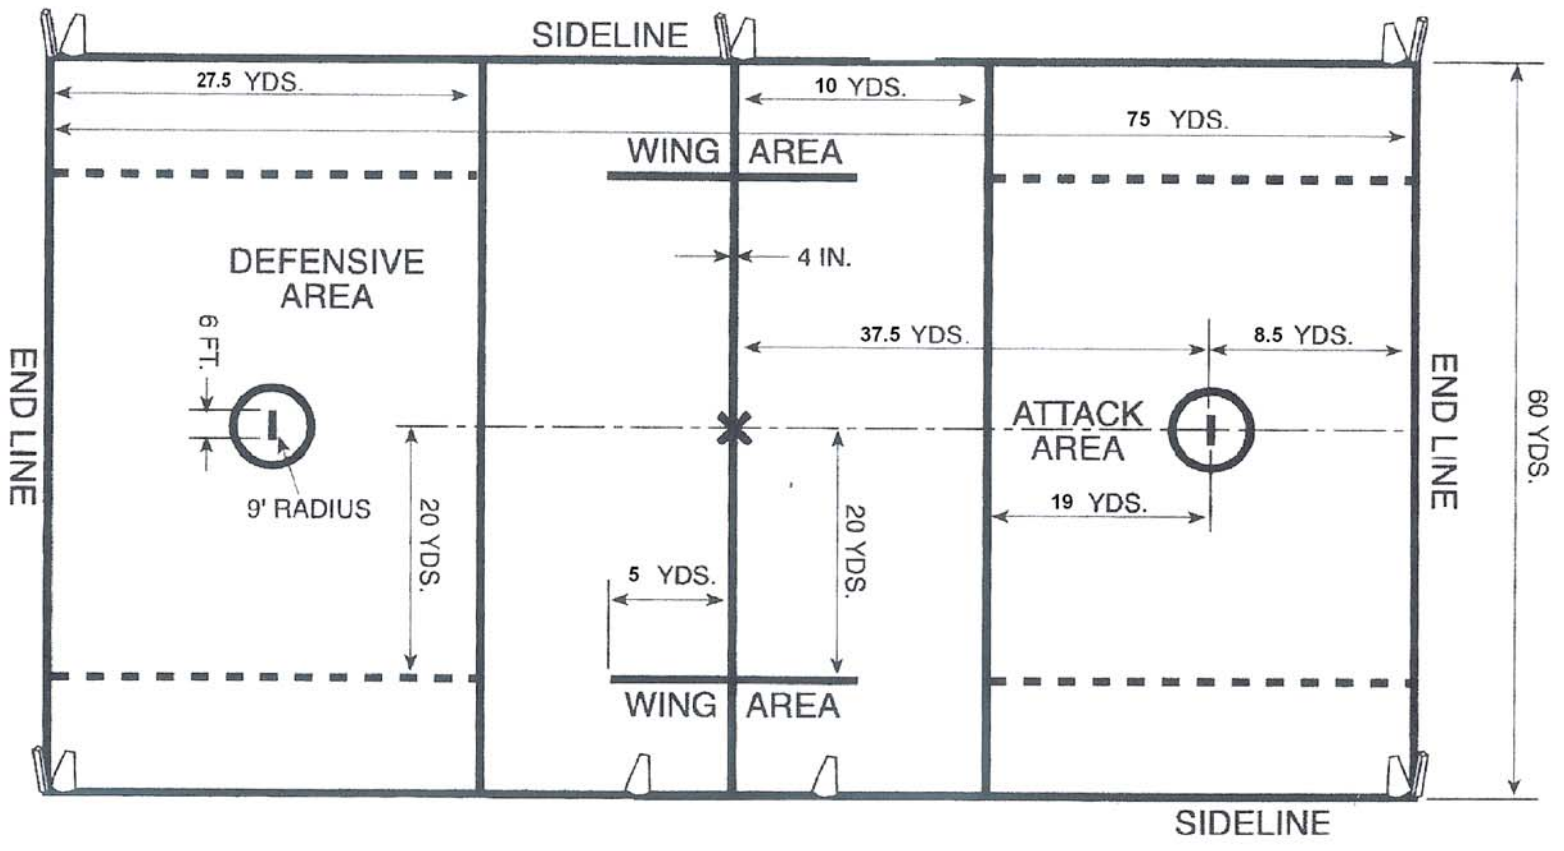 SIDELINE
27.5 YDS.
10 YDS.
75 YDS.
WING AREA
DEFENSIVE
AREA
4 IN.
6 FT.
37.5 YDS.
8.5 YDS.
END LINE
ATTACK
AREA
END LINE
60 YDS.
9' RADIUS
20 YDS.
19 YDS.
20 YDS.
5 YDS.
WING AREA
SIDELINE